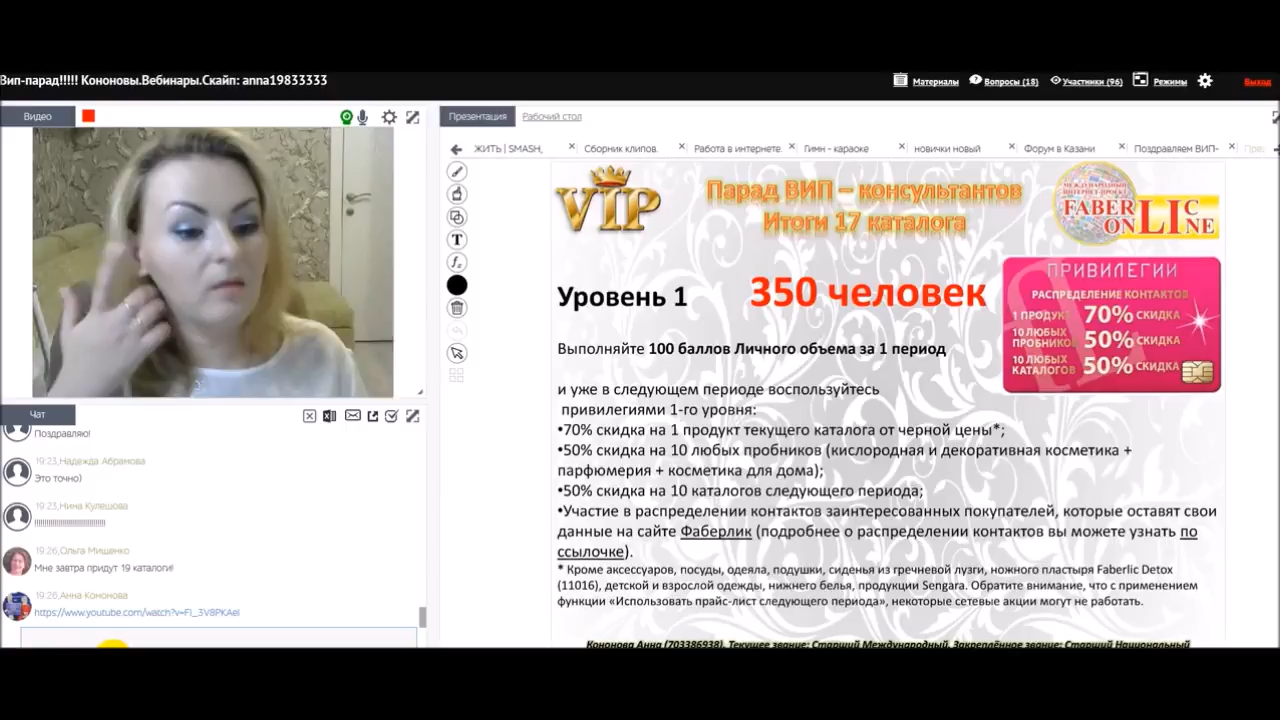 Вип-парад!!!!! Кононовы.Вебинары.Скайп: anna19833333
Материалы
Вопросы (18)
Участники (96)
Режимы
Выход
Видео
Презентация
Рабочий стол
ЖИТЬ | SMASH,
Сборник клипов.
Работа в интернете.
Гимн - караоке
новички новый
Форум в Казани
Поздравляем ВИП-
VIP
Парад ВИП – консультантов
Итоги 17 каталога
МЕЖДУНАРОДНЫЙ
ИНТЕРНЕТ-ПРОЕКТ
FABERLIC
ONLINE
Уровень 1
350 человек
ПРИВИЛЕГИИ
РАСПРЕДЕЛЕНИЕ КОНТАКТОВ
1 ПРОДУКТ 70% СКИДКА
10 ЛЮБЫХ ПРОБНИКОВ 50% СКИДКА
10 ЛЮБЫХ КАТАЛОГОВ 50% СКИДКА
Выполняйте 100 баллов Личного объема за 1 период
и уже в следующем периоде воспользуйтесь
привилегиями 1-го уровня:
•70% скидка на 1 продукт текущего каталога от черной цены*;
•50% скидка на 10 любых пробников (кислородная и декоративная косметика +
парфюмерия + косметика для дома);
•50% скидка на 10 каталогов следующего периода;
•Участие в распределении контактов заинтересованных покупателей, которые оставят свои
данные на сайте Фаберлик (подробнее о распределении контактов вы можете узнать по
ссылочке).
* Кроме аксессуаров, посуды, одеяла, подушки, сиденья из гречневой лузги, ножного пластыря Faberlic Detox
(11016), детской и взрослой одежды, нижнего белья, продукции Sengara. Обратите внимание, что с применением
функции «Использовать прайс-лист следующего периода», некоторые сетевые акции могут не работать.
Кононова Анна (703386938). Текущее звание: Старший Международный. Закреплённое звание: Старший Национальный
Чат
Поздравляю!
19:23,Надежда Абрамова
Это точно)
19:23,Нина Кулешова
19:26,Ольга Мищенко
Мне завтра придут 19 каталоги!
19:26,Анна Кононова
https://www.youtube.com/watch?v=FJ_3V8PKAeI